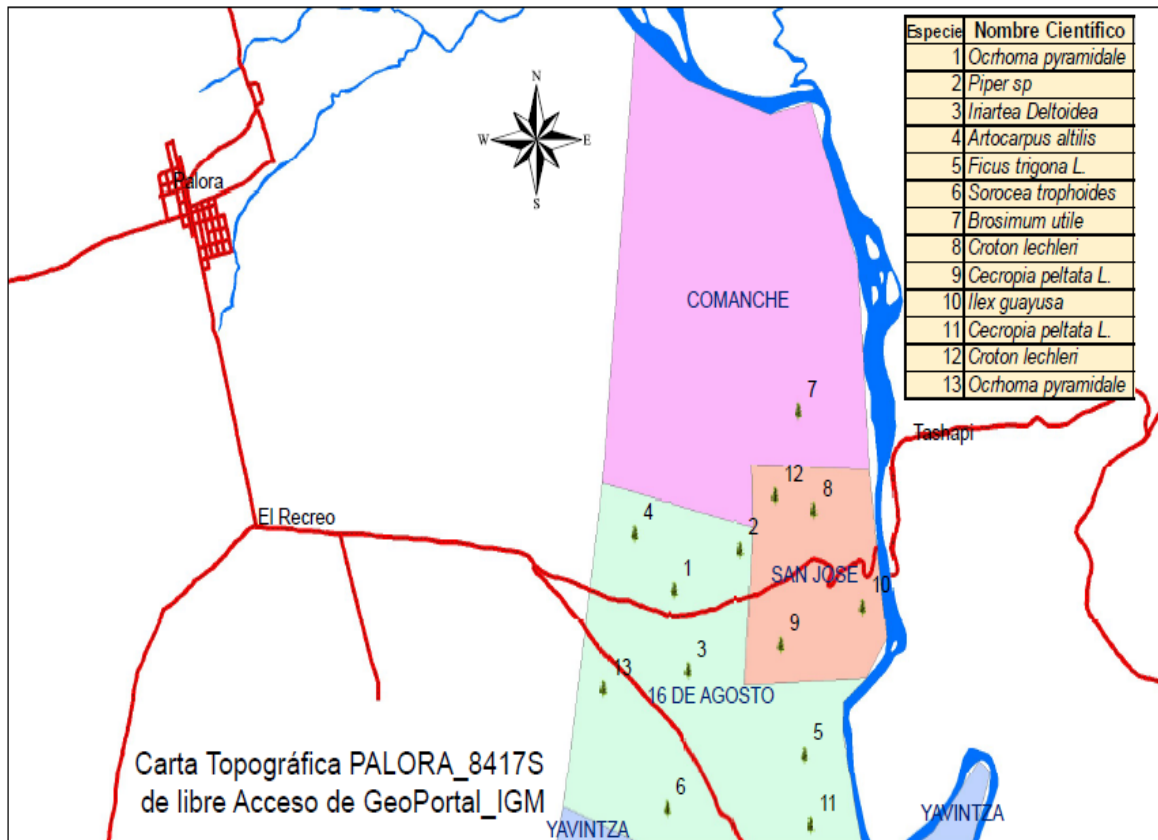 Especie Nombre Científico
1 Ocrhoma pyramidale
2 Piper sp
3 Iriartea Deltoidea
4 Artocarpus altilis
5 Ficus trigona L.
6 Sorocea trophoides
7 Brosimum utile
8 Croton lechleri
9 Cecropia peltata L.
10 Ilex guayusa
11 Cecropia peltata L.
12 Croton lechleri
13 Ocrhoma pyramidale
N
W E
S
Palora
COMANCHE
7
Tashapi
12
8
El Recreo
4
2
1
SAN JOSE
10
9
3
13
16 DE AGOSTO
5
Carta Topográfica PALORA_8417S
de libre Acceso de GeoPortal_IGM
6
11
YAVINTZA
YAVINTZA